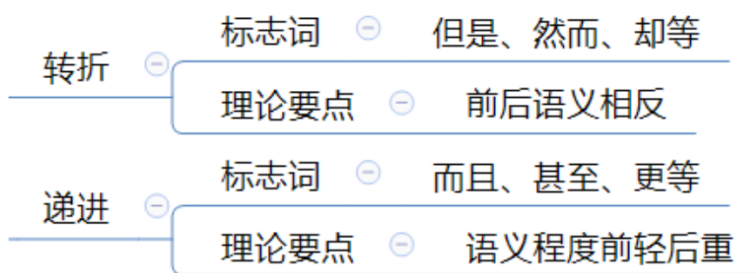 转折
标志词 但是、然而、却等
理论要点 前后语义相反
递进
标志词 而且、甚至、更等
理论要点 语义程度前轻后重